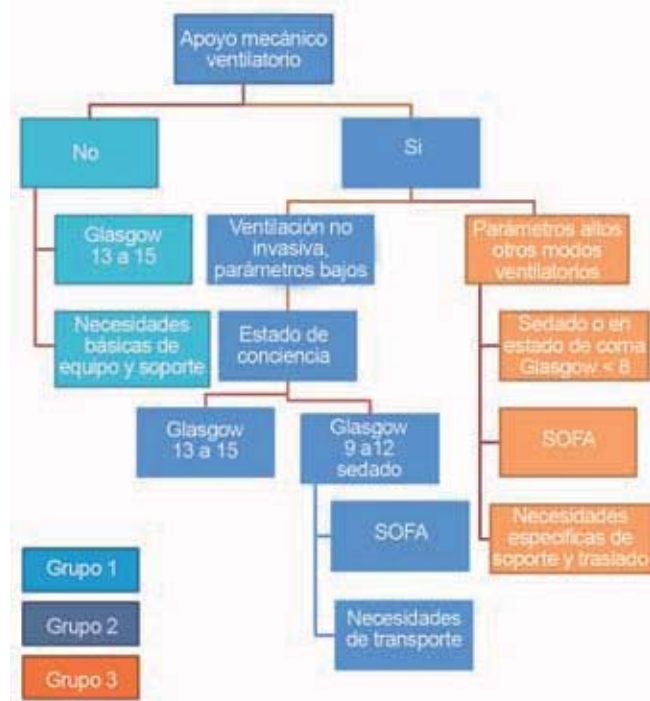 Apoyo mecánico
ventilatorio
No
Si
Glasgow
13 a 15
Necesidades
básicas de
equipo y soporte
Ventilación no
invasiva,
parámetros bajos
Estado de
conciencia
Glasgow
13 a 15
Glasgow
9 a 12
sedado
SOFA
Necesidades
de transporte
Parámetros altos
otros modos
ventilatorios
Sedado o en
estado de coma
Glasgow < 8
SOFA
Necesidades
especificas de
soporte y traslado
Grupo 1
Grupo 2
Grupo 3